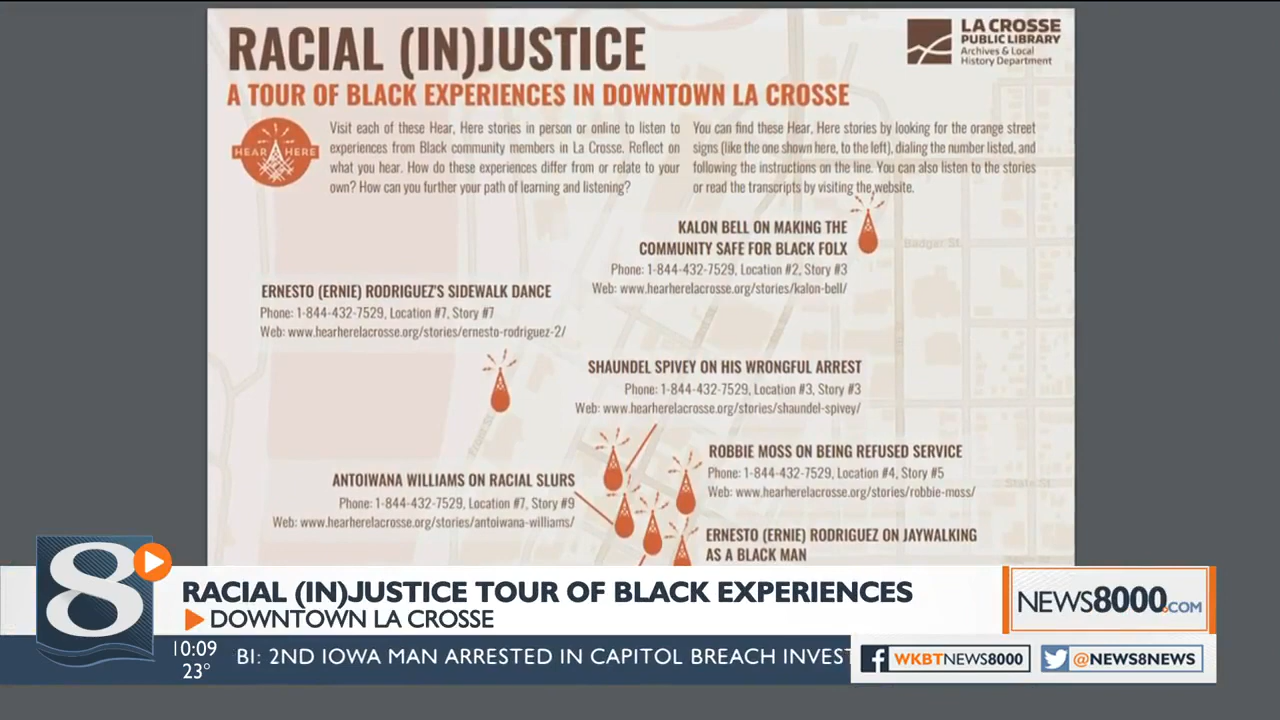 RACIAL (IN)JUSTICE
A TOUR OF BLACK EXPERIENCES IN DOWNTOWN LA CROSSE
LA CROSSE
PUBLIC LIBRARY
Archives & Local
History Department
HEAR HERE
Visit each of these Hear, Here stories in person or online to listen to
experiences from Black community members in La Crosse. Reflect on
what you hear. How do these experiences differ from or relate to your
own? How can you further your path of learning and listening?
You can find these Hear, Here stories by looking for the orange street
signs (like the one shown here, to the left), dialing the number listed, and
following the instructions on the line. You can also listen to the stories
or read the transcripts by visiting the website.
KALON BELL ON MAKING THE
COMMUNITY SAFE FOR BLACK FOLX
Phone: 1-844-432-7529, Location #2, Story #3
Web: www.hearherelacrosse.org/stories/kalon-bell/
Badger St
ERNESTO (ERNIE) RODRIGUEZ'S SIDEWALK DANCE
Phone: 1-844-432-7529, Location #7, Story #7
Web: www.hearherelacrosse.org/stories/ernesto-rodriguez-2/
SHAUNDEL SPIVEY ON HIS WRONGFUL ARREST
Phone: 1-844-432-7529, Location #3, Story #3
Web: www.hearherelacrosse.org/stories/shaundel-spivey/
ROBBIE MOSS ON BEING REFUSED SERVICE
Phone: 1-844-432-7529, Location #4, Story #5
Web: www.hearherelacrosse.org/stories/robbie-moss/
State St
ANTOIWANA WILLIAMS ON RACIAL SLURS
Phone: 1-844-432-7529, Location #7, Story #9
Web: www.hearherelacrosse.org/stories/antoiwana-williams/
ERNESTO (ERNIE) RODRIGUEZ ON JAYWALKING
AS A BLACK MAN
8
RACIAL (IN)JUSTICE TOUR OF BLACK EXPERIENCES
DOWNTOWN LA CROSSE
NEWS8000.COM
10:09
23°
BI: 2ND IOWA MAN ARRESTED IN CAPITOL BREACH INVEST
WKBTNEWS8000
@NEWS8NEWS